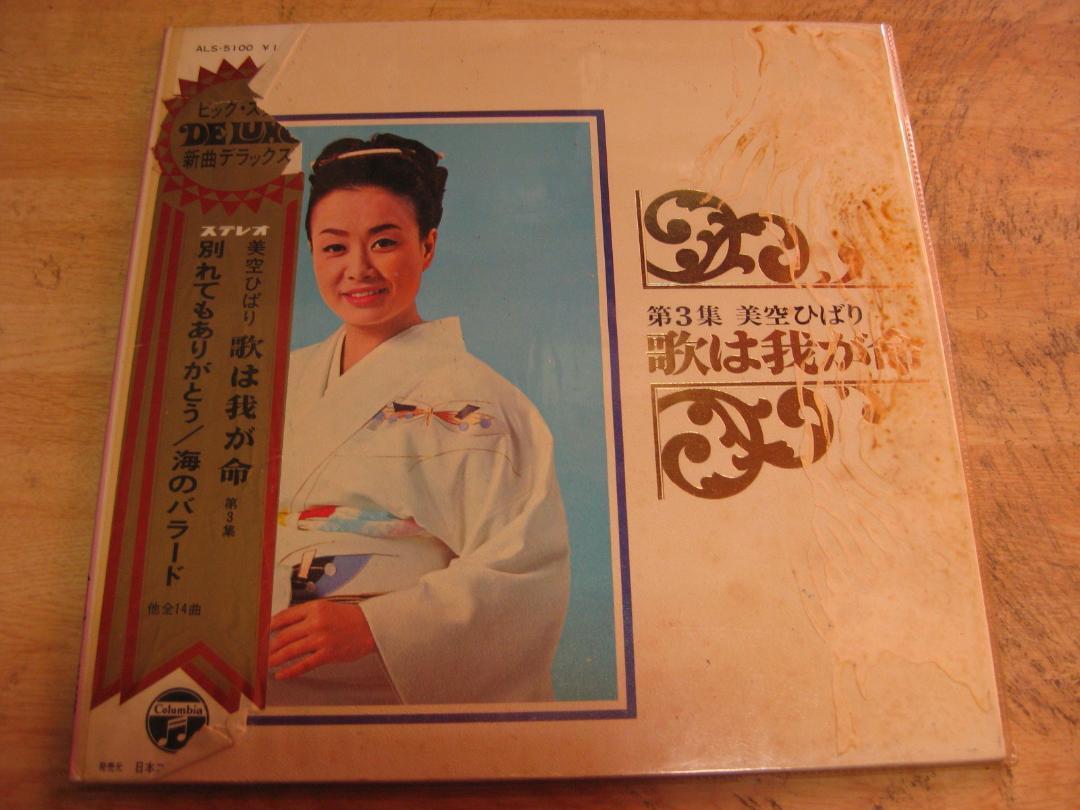 ALS-5100 ¥1
ビッグ・ス
DE LUXE
新曲デラックス
ステレオ
美空ひばり 歌は我が命 第3集
別れてもありがとう/海のバラード
他全14曲
Columbia
発売元 日本コ
第3集 美空ひばり
歌は我が命